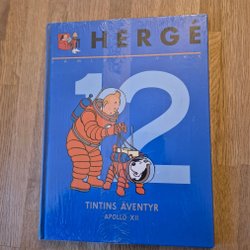 HERGÉ
12
TINTINS ÄVENTYR
APOLLO XII